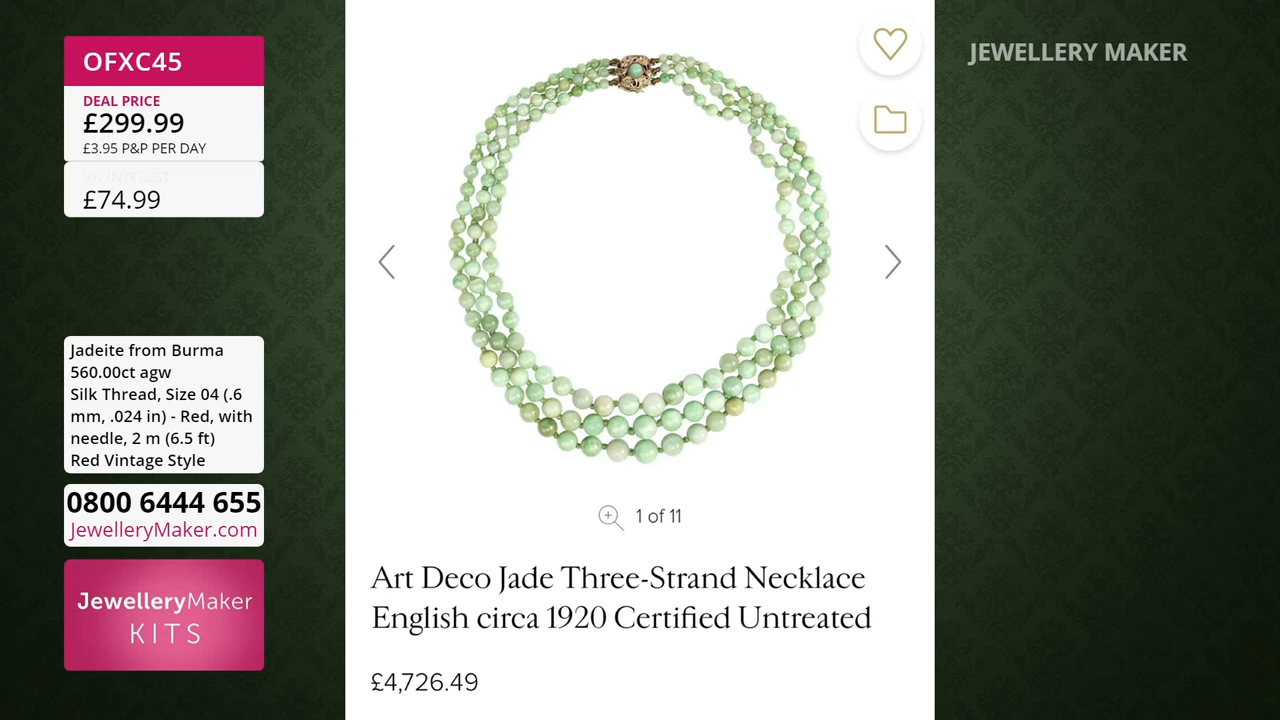 OFXC45
DEAL PRICE
£299.99
£3.95 P&P PER DAY
£74.99
Jadeite from Burma
560.00ct agw
Silk Thread, Size 04 (.6
mm, .024 in) - Red, with
needle, 2 m (6.5 ft)
Red Vintage Style
0800 6444 655
JewelleryMaker.com
JewelleryMaker
KITS
JEWELLERY MAKER
1 of 11
Art Deco Jade Three-Strand Necklace
English circa 1920 Certified Untreated
£4,726.49